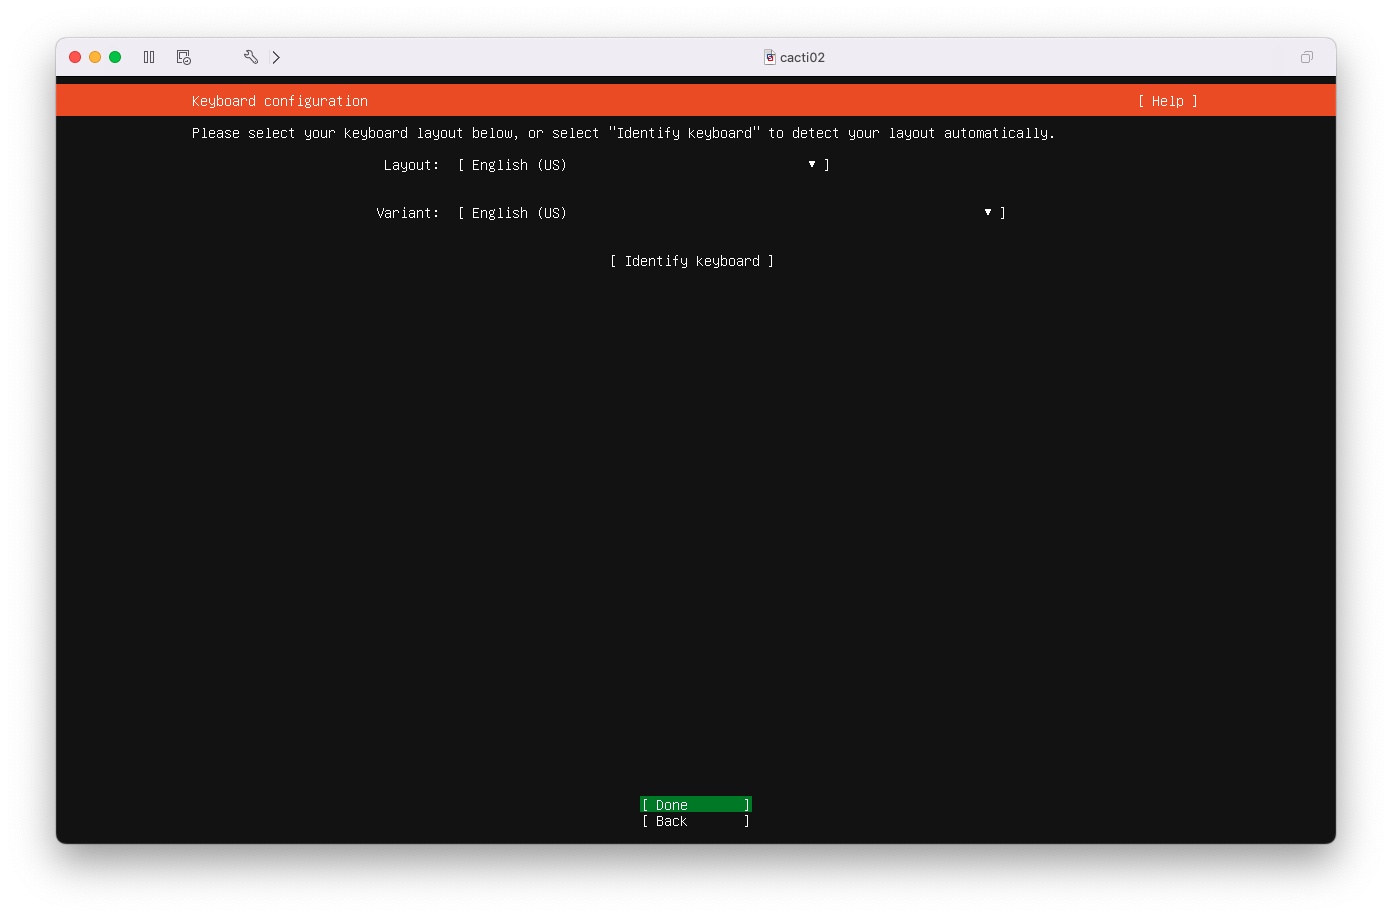 cacti02
Keyboard configuration [ Help ]
Please select your keyboard layout below, or select "Identify keyboard" to detect your layout automatically.
Layout: [ English (US) ▼ ]
Variant: [ English (US) ▼ ]
[ Identify keyboard ]
[ Done ]
[ Back ]